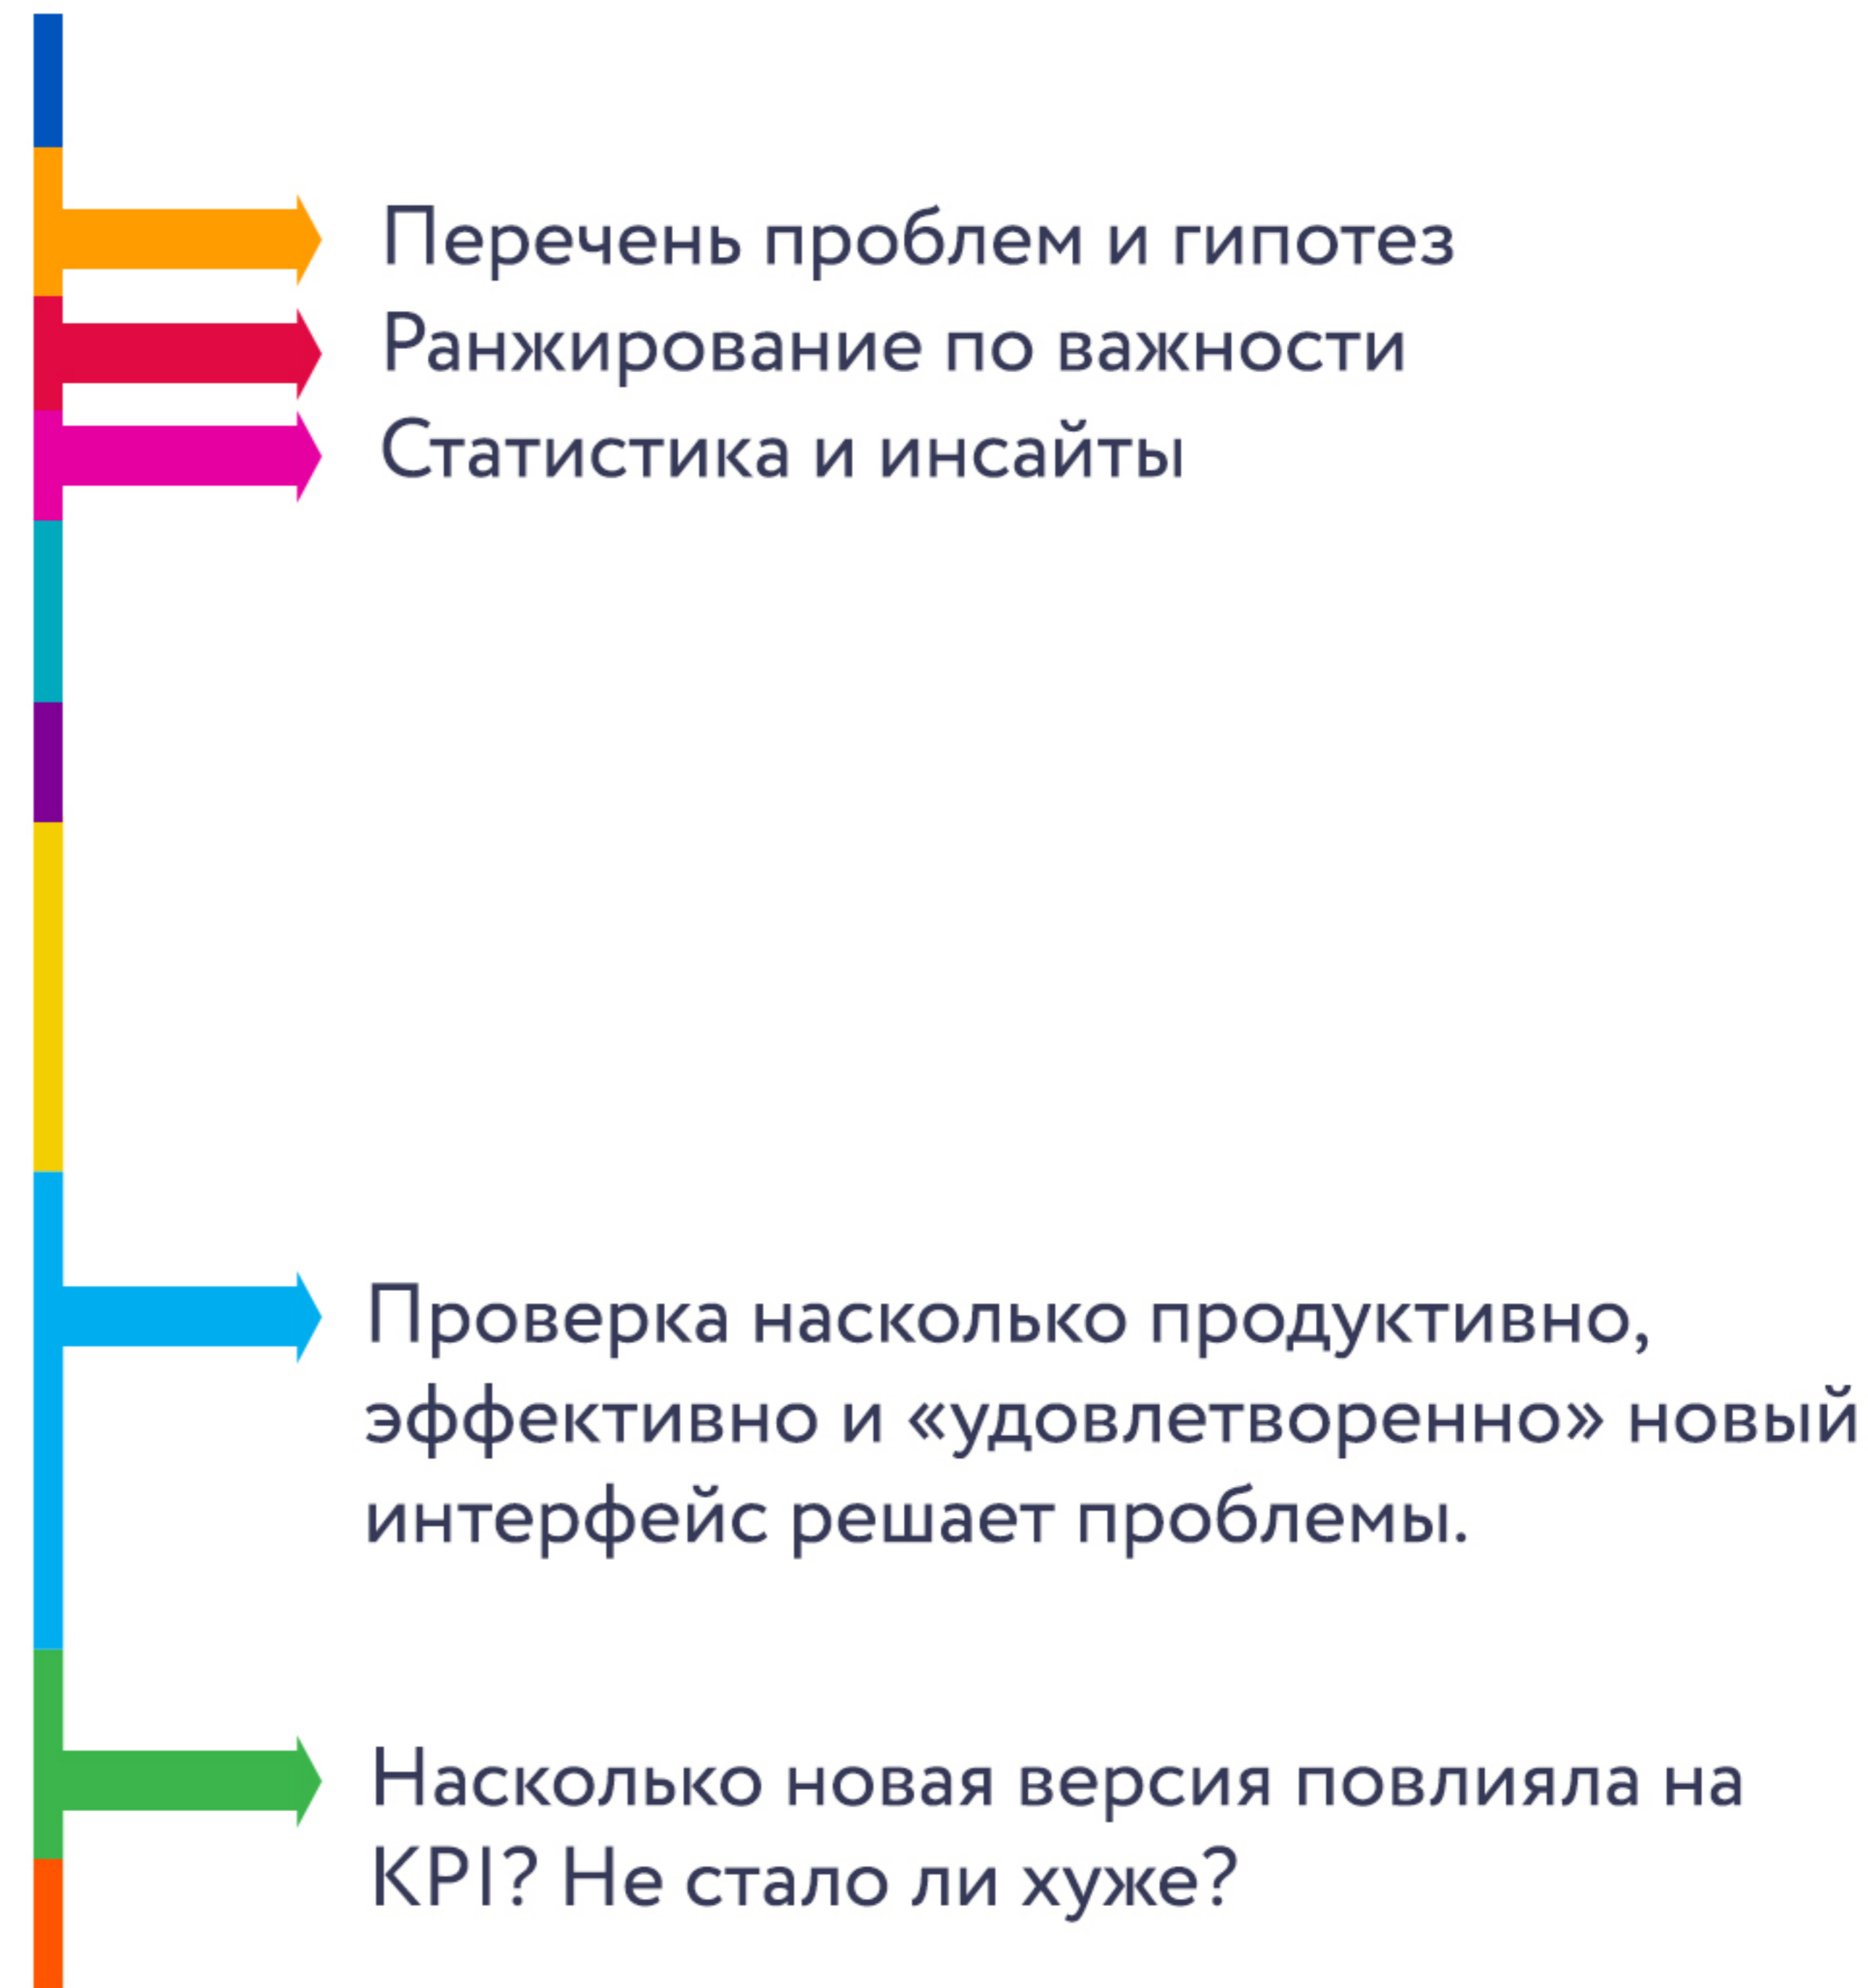 Перечень проблем и гипотез
Ранжирование по важности
Статистика и инсайты
Проверка насколько продуктивно,
эффективно и «удовлетворенно» новый
интерфейс решает проблемы.
Насколько новая версия повлияла на
KPI? Не стало ли хуже?